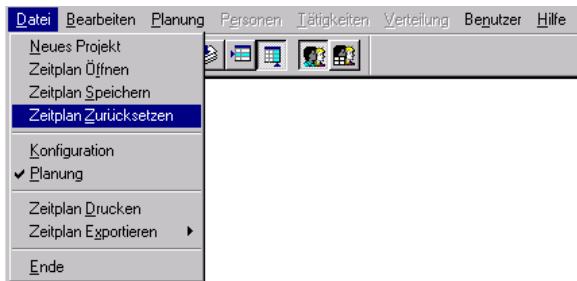 Datei Bearbeiten Planung Personen Tätigkeiten Verteilung Benutzer Hilfe
Neues Projekt
Zeitplan Öffnen
Zeitplan Speichern
Zeitplan Zurücksetzen
Konfiguration
Planung
Zeitplan Drucken
Zeitplan Exportieren
Ende